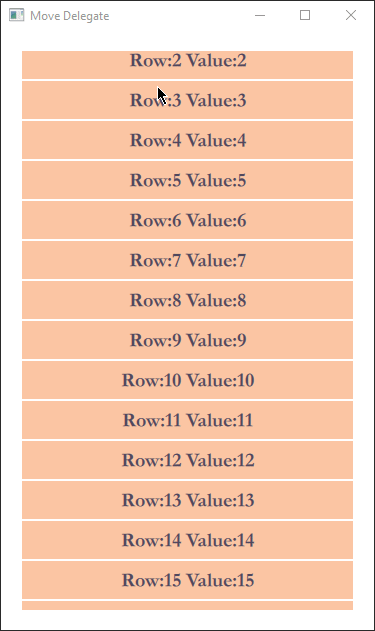 Move Delegate
Row:2 Value:2
Row:3 Value:3
Row:4 Value:4
Row:5 Value:5
Row:6 Value:6
Row:7 Value:7
Row:8 Value:8
Row:9 Value:9
Row:10 Value:10
Row:11 Value:11
Row:12 Value:12
Row:13 Value:13
Row:14 Value:14
Row:15 Value:15